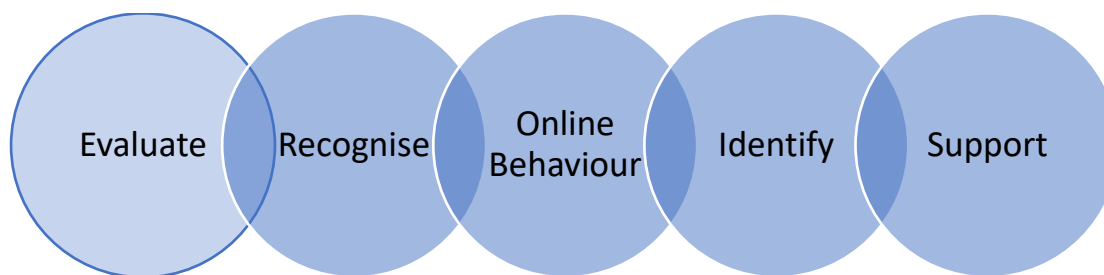 Evaluate
Recognise
Online
Behaviour
Identify
Support